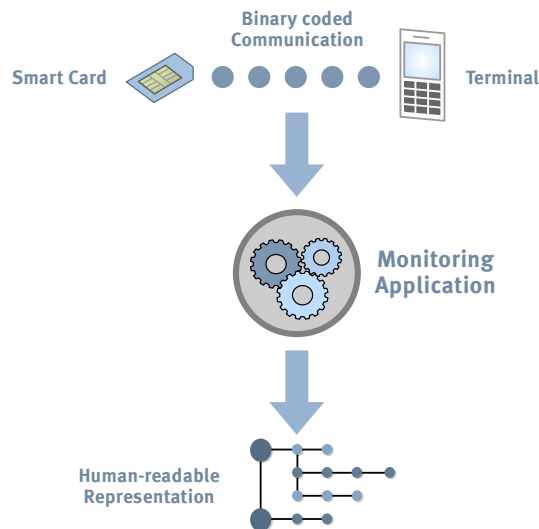 Binary coded
Communication
Smart Card
Terminal
Monitoring
Application
Human-readable
Representation